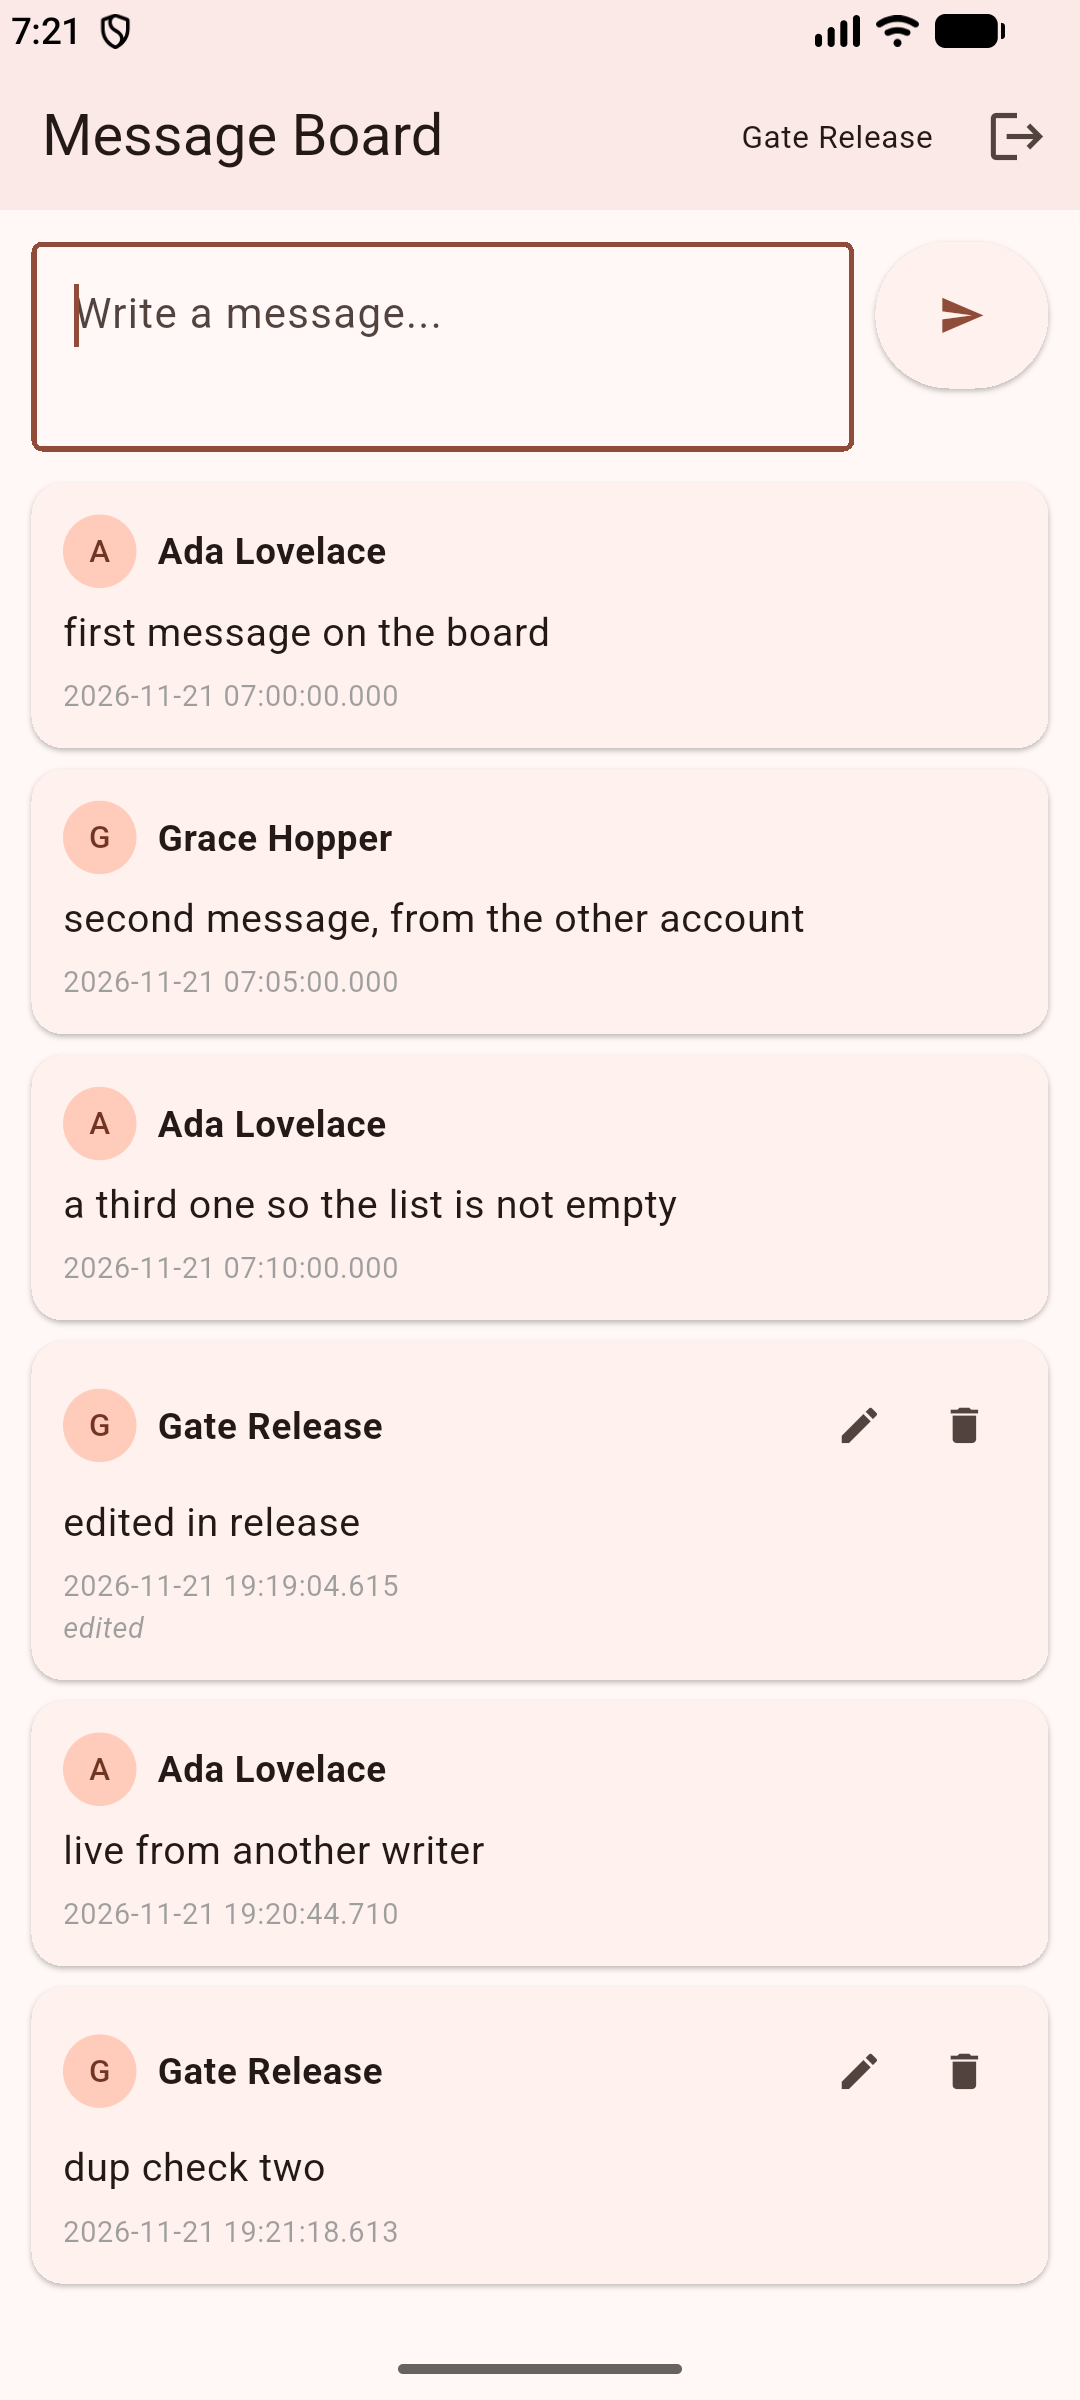 7:21
Message Board
Gate Release
Write a message...
A
Ada Lovelace
first message on the board
2026-11-21 07:00:00.000
G
Grace Hopper
second message, from the other account
2026-11-21 07:05:00.000
A
Ada Lovelace
a third one so the list is not empty
2026-11-21 07:10:00.000
G
Gate Release
edited in release
2026-11-21 19:19:04.615
edited
A
Ada Lovelace
live from another writer
2026-11-21 19:20:44.710
G
Gate Release
dup check two
2026-11-21 19:21:18.613